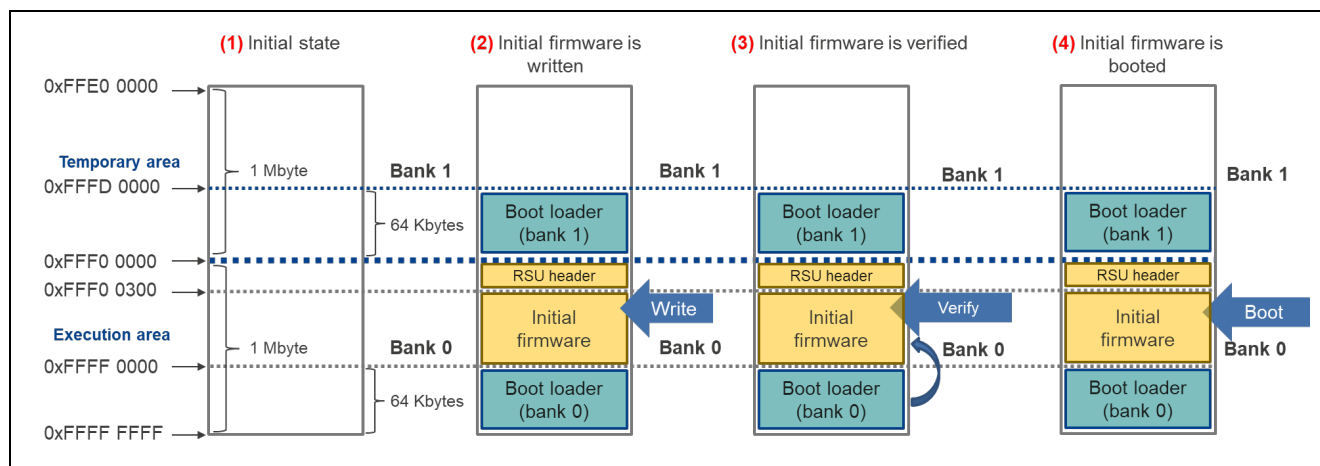 (1) Initial state
(2) Initial firmware is
written
(3) Initial firmware is verified
(4) Initial firmware is
booted
0xFFE0 0000
Temporary area
1 Mbyte
Bank 1
Bank 1
Bank 1
Bank 1
0xFFFD 0000
64 Kbytes
Boot loader
(bank 1)
Boot loader
(bank 1)
Boot loader
(bank 1)
0xFFF0 0000
RSU header
RSU header
RSU header
0xFFF0 0300
Write
Verify
Boot
Initial
firmware
Initial
firmware
Initial
firmware
Execution area
1 Mbyte
Bank 0
Bank 0
Bank 0
Bank 0
0xFFFF 0000
64 Kbytes
Boot loader
(bank 0)
Boot loader
(bank 0)
Boot loader
(bank 0)
0xFFFF FFFF